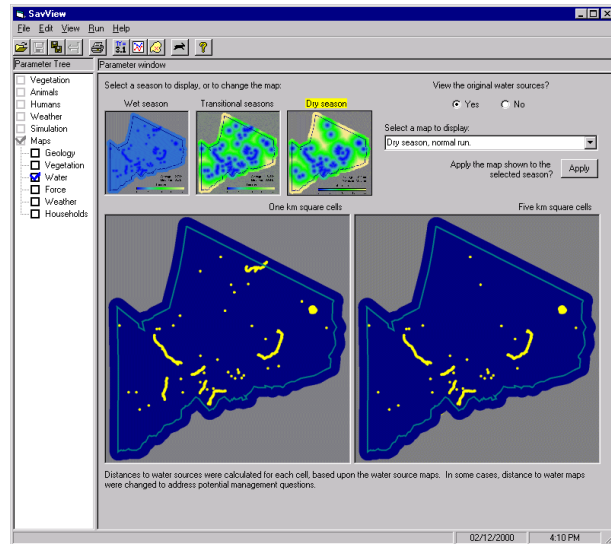 SavView
File Edit View Run Help
Parameter Tree
Parameter window
Vegetation
Animals
Humans
Weather
Simulation
Maps
Geology
Vegetation
Water
Force
Weather
Households
Select a season to display, or to change the map:
Wet season
Transitional seasons
Dry season
View the original water sources?
Yes
No
Select a map to display:
Dry season, normal run.
Apply the map shown to the
selected season?
Apply
One km square cells
Five km square cells
Distances to water sources were calculated for each cell, based upon the water source maps. In some cases, distance to water maps
were changed to address potential management questions.
02/12/2000
4:10 PM